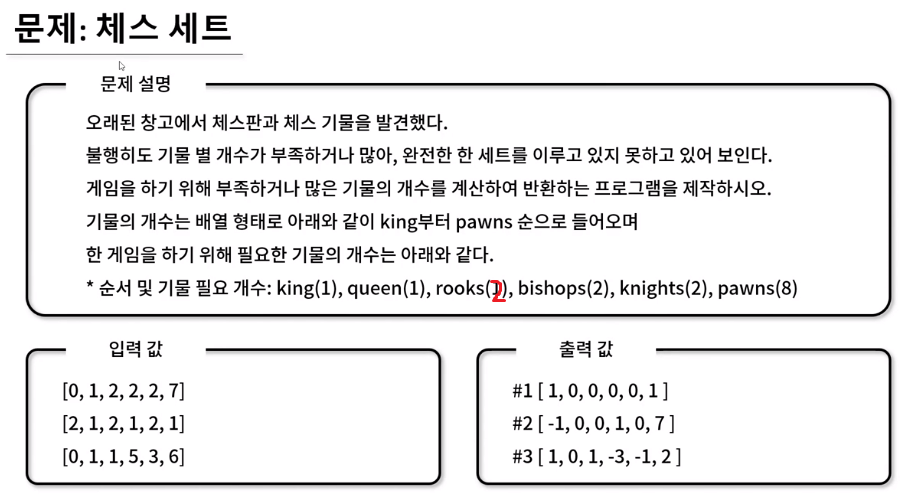 문제: 체스 세트
문제 설명
오래된 창고에서 체스판과 체스 기물을 발견했다.
불행히도 기물 별 개수가 부족하거나 많아, 완전한 한 세트를 이루고 있지 못하고 있어 보인다.
게임을 하기 위해 부족하거나 많은 기물의 개수를 계산하여 반환하는 프로그램을 제작하시오.
기물의 개수는 배열 형태로 아래와 같이 king부터 pawns 순으로 들어오며
한 게임을 하기 위해 필요한 기물의 개수는 아래와 같다.
* 순서 및 기물 필요 개수: king(1), queen(1), rooks(2), bishops(2), knights(2), pawns(8)
입력 값
[0, 1, 2, 2, 2, 7]
[2, 1, 2, 1, 2, 1]
[0, 1, 1, 5, 3, 6]
출력 값
#1 [ 1, 0, 0, 0, 0, 1 ]
#2 [ -1, 0, 0, 1, 0, 7 ]
#3 [ 1, 0, 1, -3, -1, 2 ]